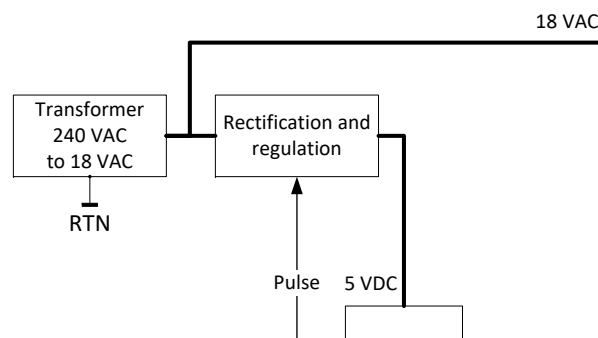 18 VAC
Transformer
240 VAC
to 18 VAC
Rectification and
regulation
RTN
Pulse
5 VDC